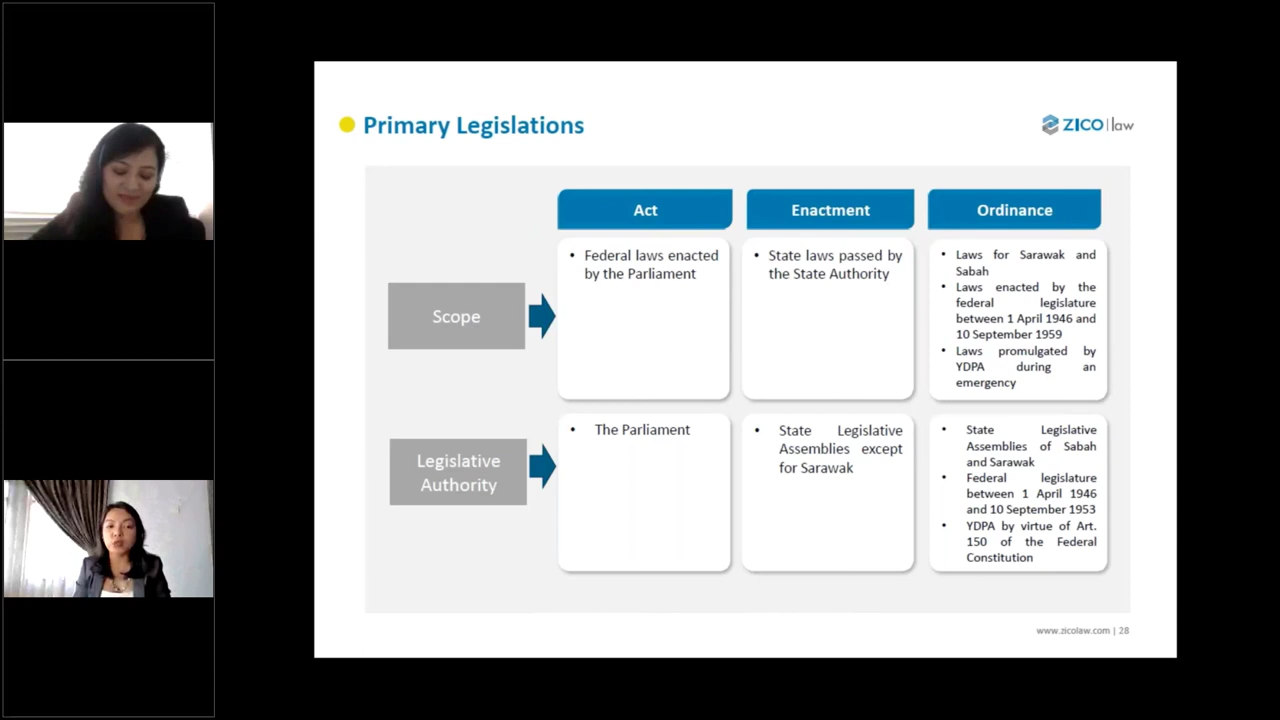 Primary Legislations
ZICO|law
Act
Enactment
Ordinance
Scope
• Federal laws enacted
by the Parliament
• State laws passed by
the State Authority
• Laws for Sarawak and
Sabah
• Laws enacted by the
federal legislature
between 1 April 1946 and
10 September 1959
• Laws promulgated by
YDPA during an
emergency
Legislative
Authority
• The Parliament
• State Legislative
Assemblies except
for Sarawak
• State Legislative
Assemblies of Sabah
and Sarawak
• Federal legislature
between 1 April 1946
and 10 September 1953
• YDPA by virtue of Art.
150 of the Federal
Constitution
www.zicolaw.com | 28